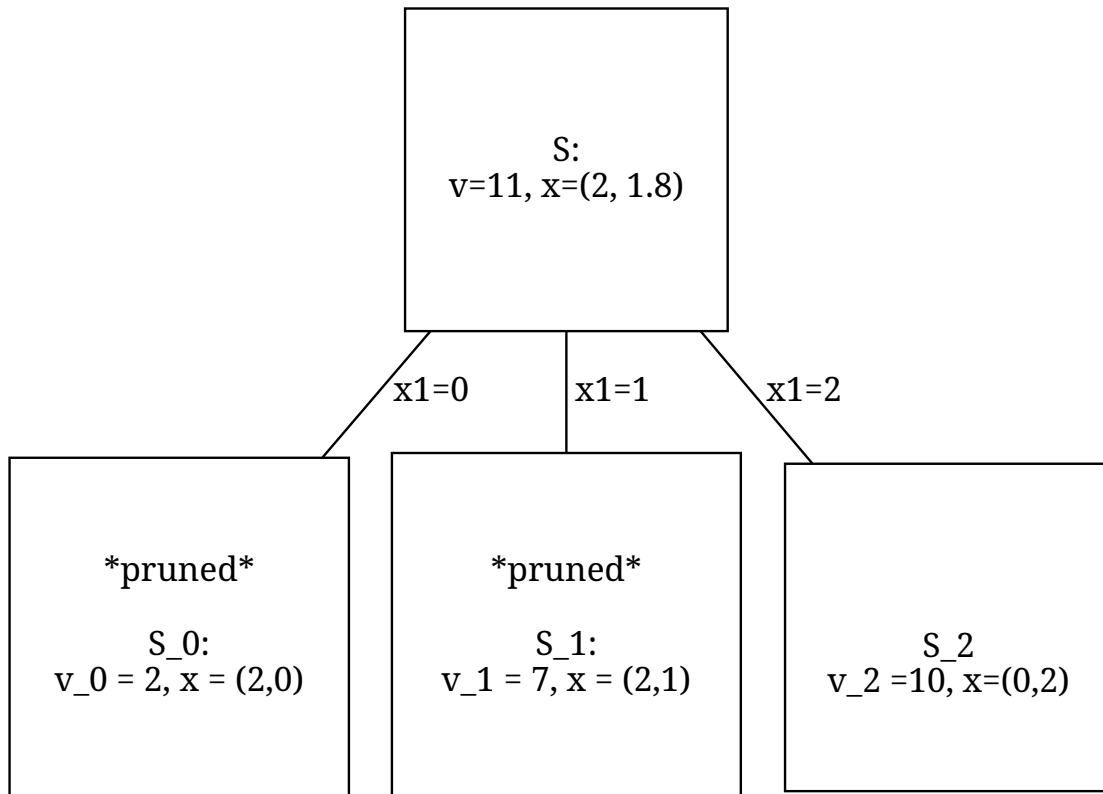 S:
v=11, x=(2, 1.8)
x1=0
x1=1
x1=2
*pruned*
S_0:
v_0 = 2, x = (2,0)
*pruned*
S_1:
v_1 = 7, x = (2,1)
S_2
v_2 =10, x=(0,2)